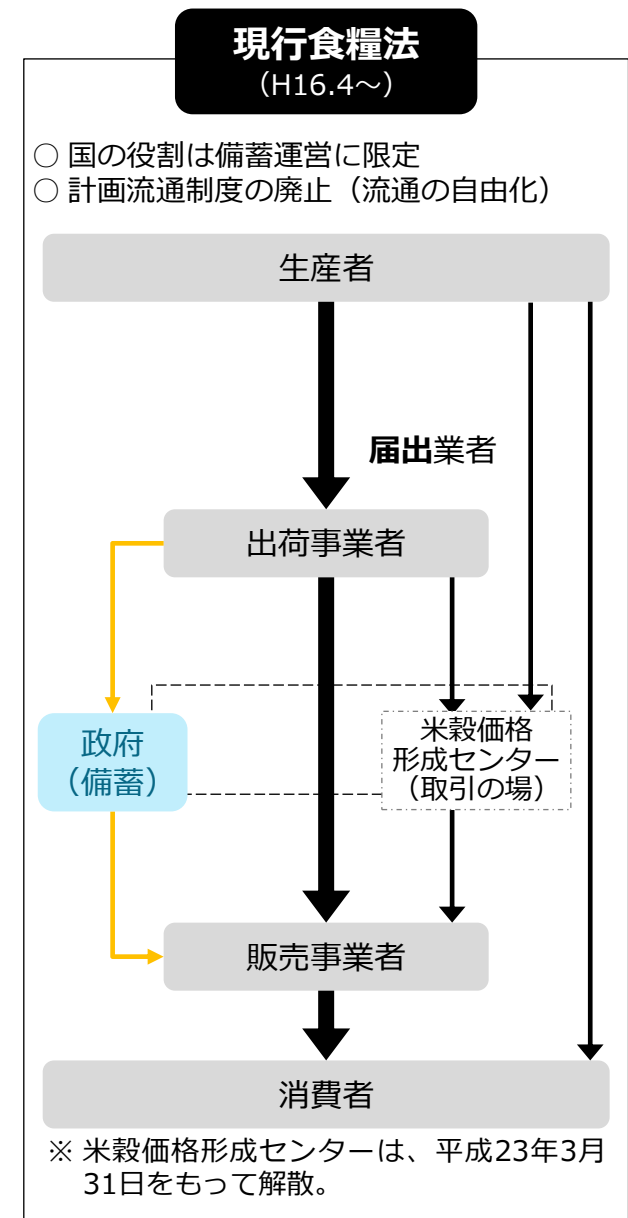 現行食糧法
（H16.4～）
○ 国の役割は備蓄運営に限定
○ 計画流通制度の廃止（流通の自由化）
生産者
届出業者
出荷事業者
政府
（備蓄）
米穀価格
形成センター
（取引の場）
販売事業者
消費者
※ 米穀価格形成センターは、平成23年3月
31日をもって解散。